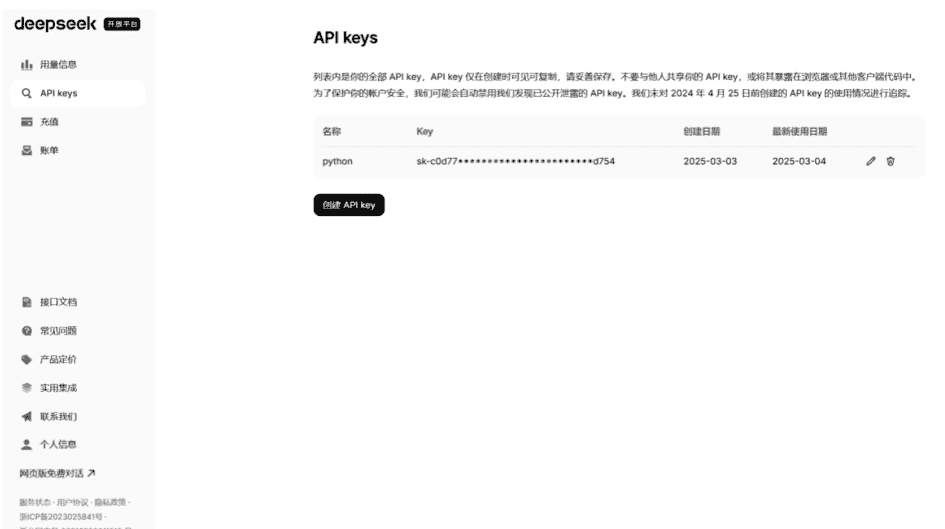 deepseek 开放平台
用量信息
API keys
充值
账单
接口文档
常见问题
产品定价
实用集成
联系我们
个人信息
网页版免费对话
服务状态 · 用户协议 · 隐私政策 ·
浙ICP备2023025841号 ·
API keys
列表内是你的全部 API key，API key 仅在创建时可见可复制，请妥善保存。不要与他人共享你的 API key，或将其暴露在浏览器或其他客户端代码中。
为了保护你的帐户安全，我们可能会自动禁用我们发现已公开泄露的 API key。我们未对 2024 年 4 月 25 日前创建的 API key 的使用情况进行追踪。
名称 Key 创建日期 最新使用日期
python sk-c0d77***********************d754 2025-03-03 2025-03-04
创建 API key